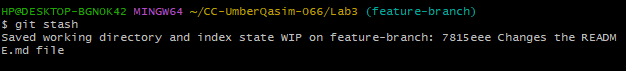 HP@DESKTOP-BGN0K42 MINGW64 ~/CC-UmberQasim-066/Lab3 (feature-branch)
$ git stash
Saved working directory and index state WIP on feature-branch: 7815eee Changes the READM
E.md file